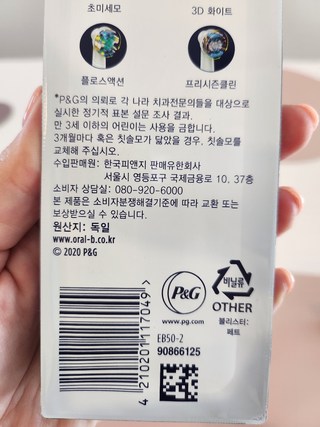 초미세모
3D 화이트
플로스액션
프리시즌클린
*P&G의 의뢰로 각 나라 치과전문의들을 대상으로
실시한 정기적 표본 설문 조사 결과.
만 3세 이하의 어린이는 사용을 금합니다.
3개월마다 혹은 칫솔모가 닳았을 경우, 칫솔모를
교체해 주십시오.
수입판매원: 한국피앤지 판매유한회사
서울시 영등포구 국제금융로 10, 37층
소비자 상담실: 080-920-6000
본 제품은 소비자분쟁해결기준에 따라 교환 또는
보상받으실 수 있습니다.
원산지: 독일
www.oral-b.co.kr
© 2020 P&G
P&G
www.pg.com
비닐류
OTHER
블리스터:
페트
EB50-2
90866125
4 210201 117049 >